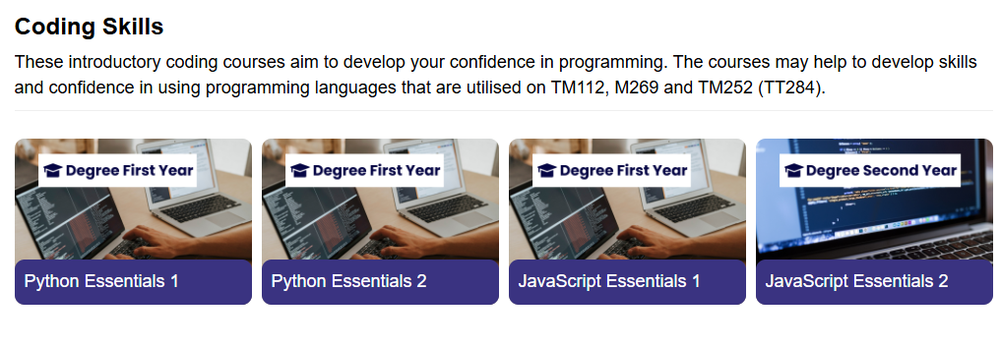 Coding Skills
These introductory coding courses aim to develop your confidence in programming. The courses may help to develop skills
and confidence in using programming languages that are utilised on TM112, M269 and TM252 (TT284).
Degree First Year
Degree First Year
Degree First Year
Degree Second Year
Python Essentials 1
Python Essentials 2
JavaScript Essentials 1
JavaScript Essentials 2